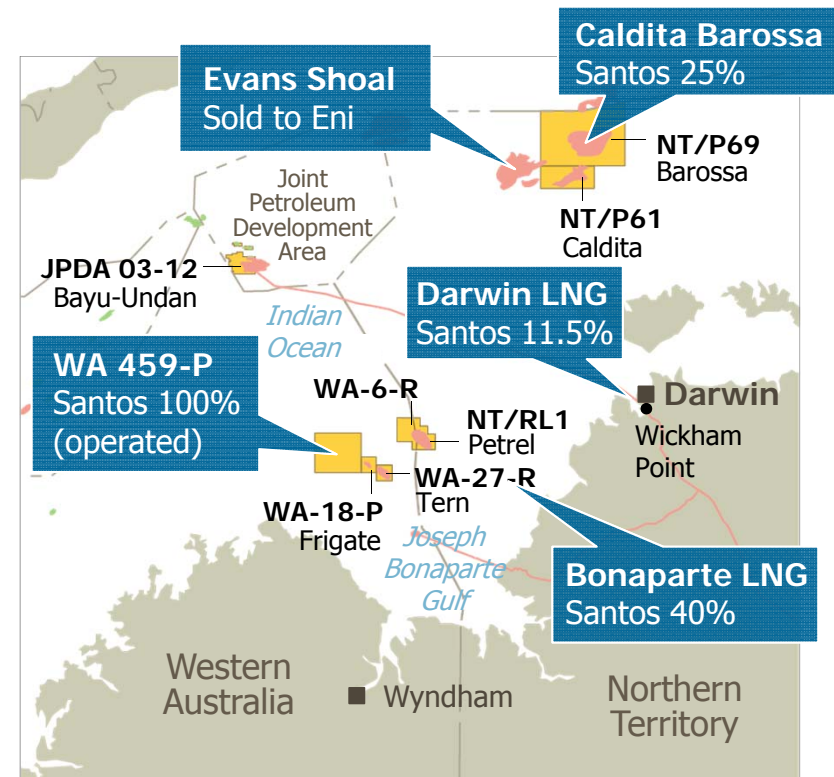 Caldita Barossa
Santos 25%
Evans Shoal
Sold to Eni
NT/P69
Barossa
Joint
Petroleum
Development
Area
NT/P61
Caldita
JPDA 03-12
Bayu-Undan
Darwin LNG
Santos 11.5%
Indian
Ocean
WA 459-P
Santos 100%
(operated)
WA-6-R
Darwin
NT/RL1
Petrel
Wickham
Point
WA-27-R
Tern
WA-18-P
Frigate
Joseph
Bonaparte
Gulf
Bonaparte LNG
Santos 40%
Western
Australia
Wyndham
Northern
Territory